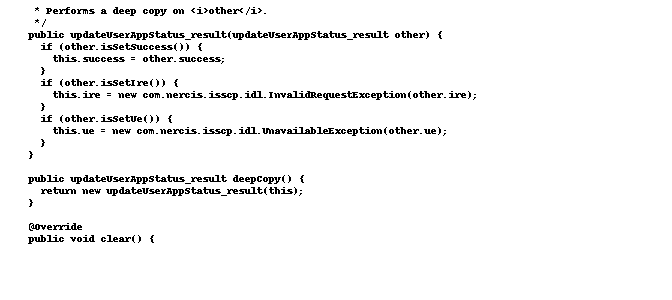 * Performs a deep copy on <i>other</i>.
*/
public updateUserAppStatus_result(updateUserAppStatus_result other) {
if (other.isSetSuccess()) {
this.success = other.success;
}
if (other.isSetIre()) {
this.ire = new com.nercis.isscp.idl.InvalidRequestException(other.ire);
}
if (other.isSetUe()) {
this.ue = new com.nercis.isscp.idl.UnavailableException(other.ue);
}
}
public updateUserAppStatus_result deepCopy() {
return new updateUserAppStatus_result(this);
}
@Override
public void clear() {